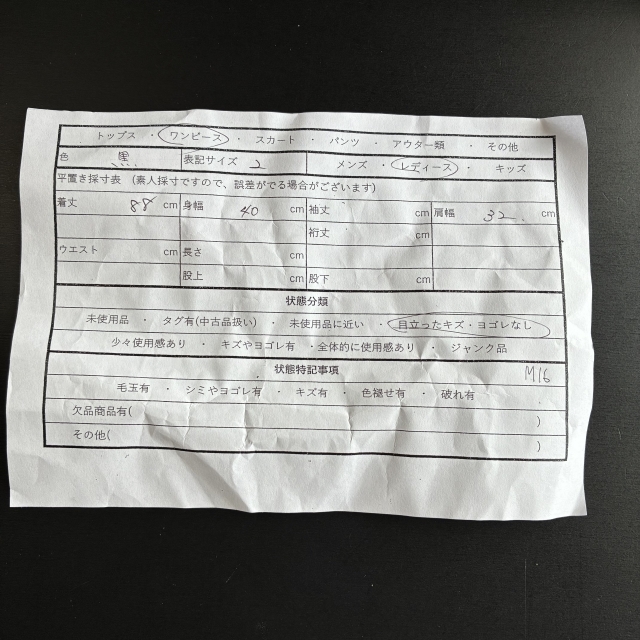 トップス ・ ワンピース ・ スカート ・ パンツ ・ アウター類 ・ その他
色 黒 表記サイズ 2 メンズ ・ レディース ・ キッズ
平置き採寸表 (素人採寸ですので、誤差がでる場合がございます)
着丈 88 cm 身幅 40 cm 袖丈 cm 肩幅 32 cm
裄丈 cm
ウエスト cm 長さ cm
股上 cm 股下 cm
状態分類
未使用品 ・ タグ有(中古品扱い) ・ 未使用品に近い ・ 目立ったキズ・ヨゴレなし
少々使用感あり ・ キズやヨゴレ有 ・全体的に使用感あり ・ ジャンク品
状態特記事項 M16
毛玉有 ・ シミやヨゴレ有 ・ キズ有 ・ 色褪せ有 ・ 破れ有
欠品商品有( )
その他( )